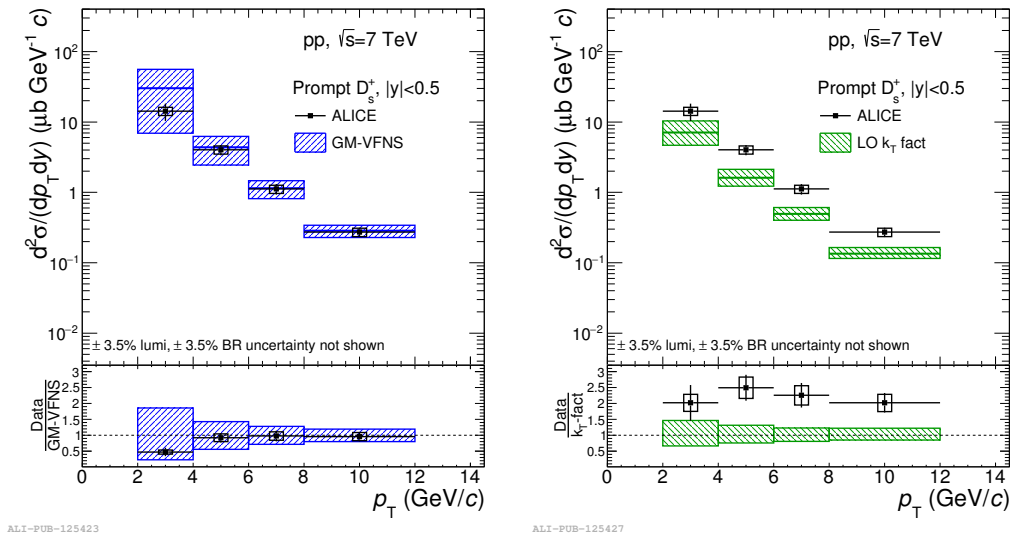 pp, √s=7 TeV
Prompt D_s^+, |y|<0.5
ALICE
GM-VFNS
d²σ/(dp_T dy) (μb GeV⁻¹ c)
10²
10
1
10⁻¹
10⁻²
± 3.5% lumi, ± 3.5% BR uncertainty not shown
Data
GM-VFNS
3
2.5
2
1.5
1
0.5
0 2 4 6 8 10 12 14
p_T (GeV/c)
ALI-PUB-125423
pp, √s=7 TeV
Prompt D_s^+, |y|<0.5
ALICE
LO k_T fact
d²σ/(dp_T dy) (μb GeV⁻¹ c)
10²
10
1
10⁻¹
10⁻²
± 3.5% lumi, ± 3.5% BR uncertainty not shown
Data
k_T-fact
3
2.5
2
1.5
1
0.5
0 2 4 6 8 10 12 14
p_T (GeV/c)
ALI-PUB-125427